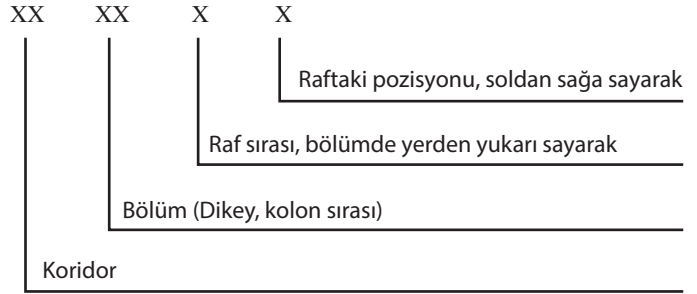 XX XX X X
Raftaki pozisyonu, soldan sağa sayarak
Raf sırası, bölümde yerden yukarı sayarak
Bölüm (Dikey, kolon sırası)
Koridor